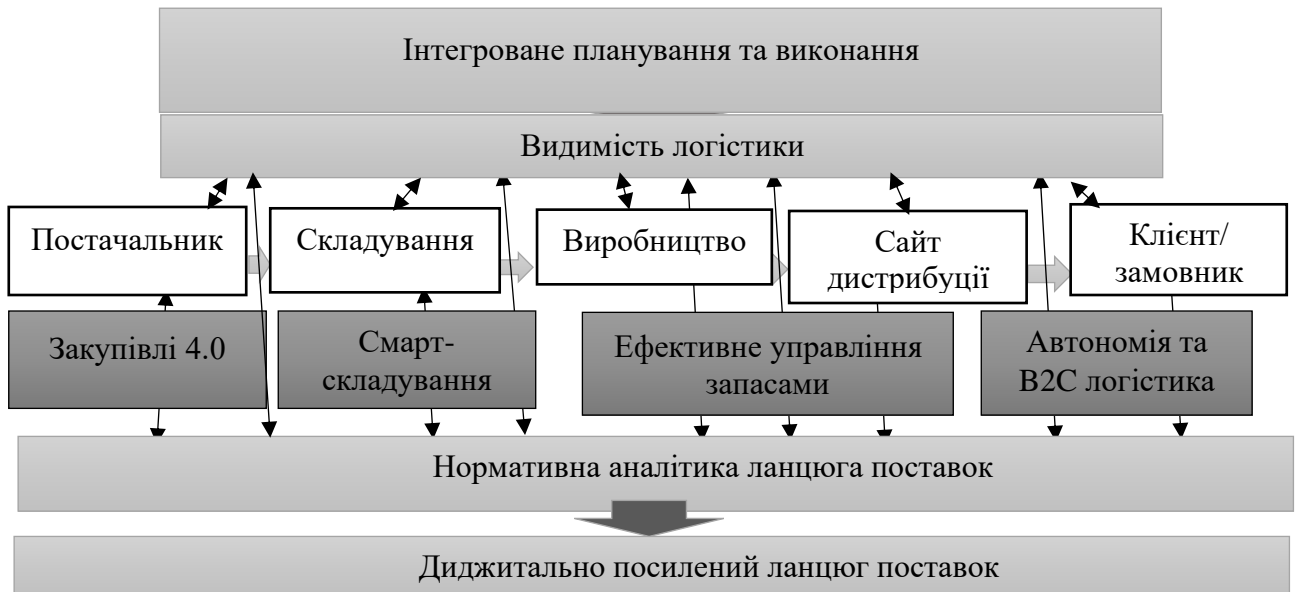 Інтегроване планування та виконання
Видимість логістики
Постачальник
Складування
Виробництво
Сайт
дистрибуції
Клієнт/
замовник
Закупівлі 4.0
Смарт-
складування
Ефективне управління
запасами
Автономія та
B2C логістика
Нормативна аналітика ланцюга поставок
Диджитально посилений ланцюг поставок